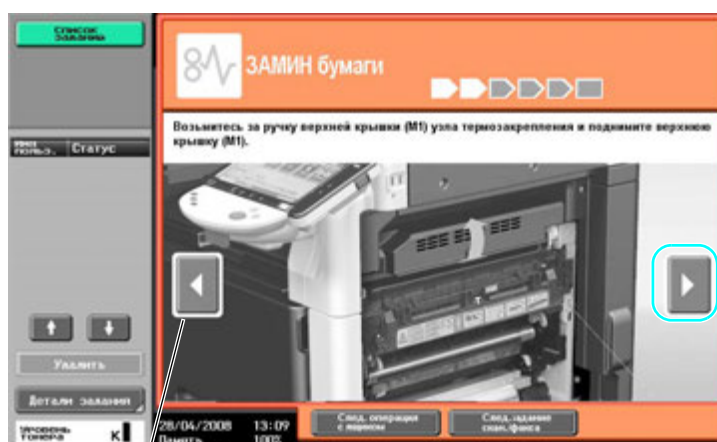 Список
задания
ЗАМИН бумаги
Возьмитесь за ручку верхней крышки (M1) узла термозакрепления и поднимите верхнюю
крышку (M1).
Имя
польз.
Статус
Удалить
Детали задания
Уровень
тонера
K
28/04/2008 13:09
Память 100%
След. операция
с ящиком
След. задание
скан./факса